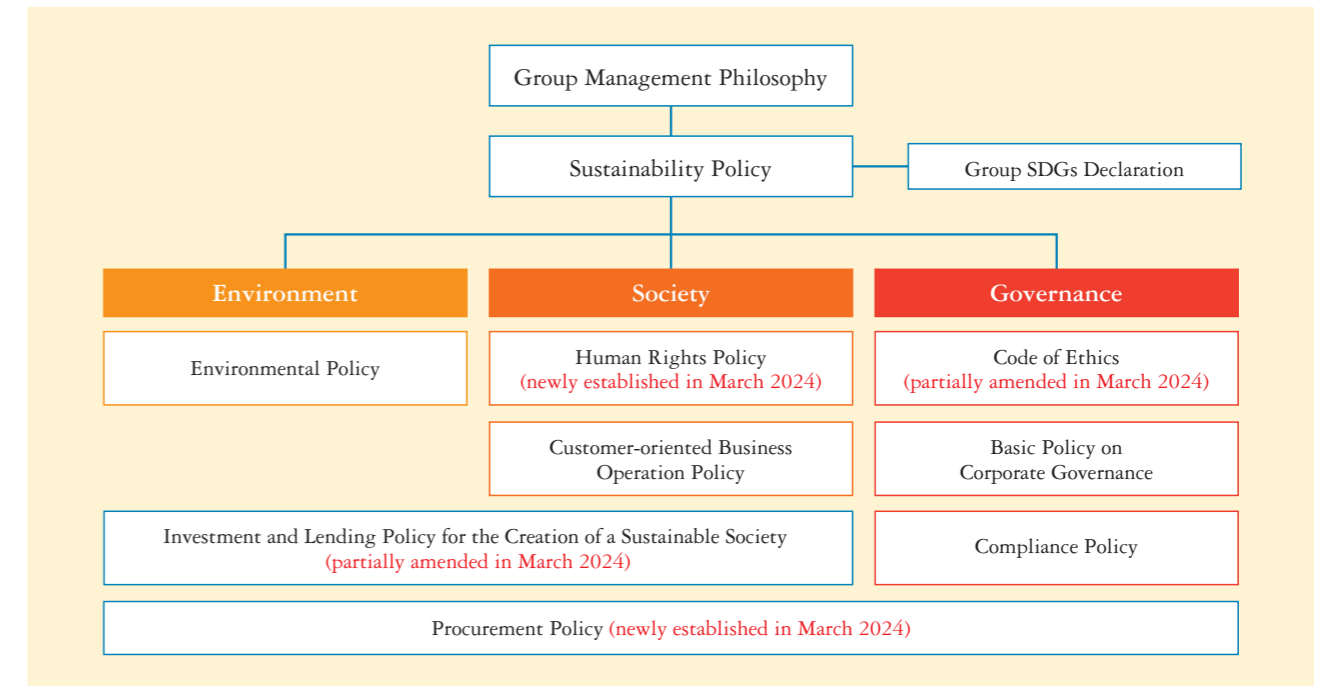 Group Management Philosophy
Sustainability Policy
Group SDGs Declaration
Environment
Society
Governance
Environmental Policy
Human Rights Policy
(newly established in March 2024)
Code of Ethics
(partially amended in March 2024)
Customer-oriented Business
Operation Policy
Basic Policy on
Corporate Governance
Investment and Lending Policy for the Creation of a Sustainable Society
(partially amended in March 2024)
Compliance Policy
Procurement Policy (newly established in March 2024)